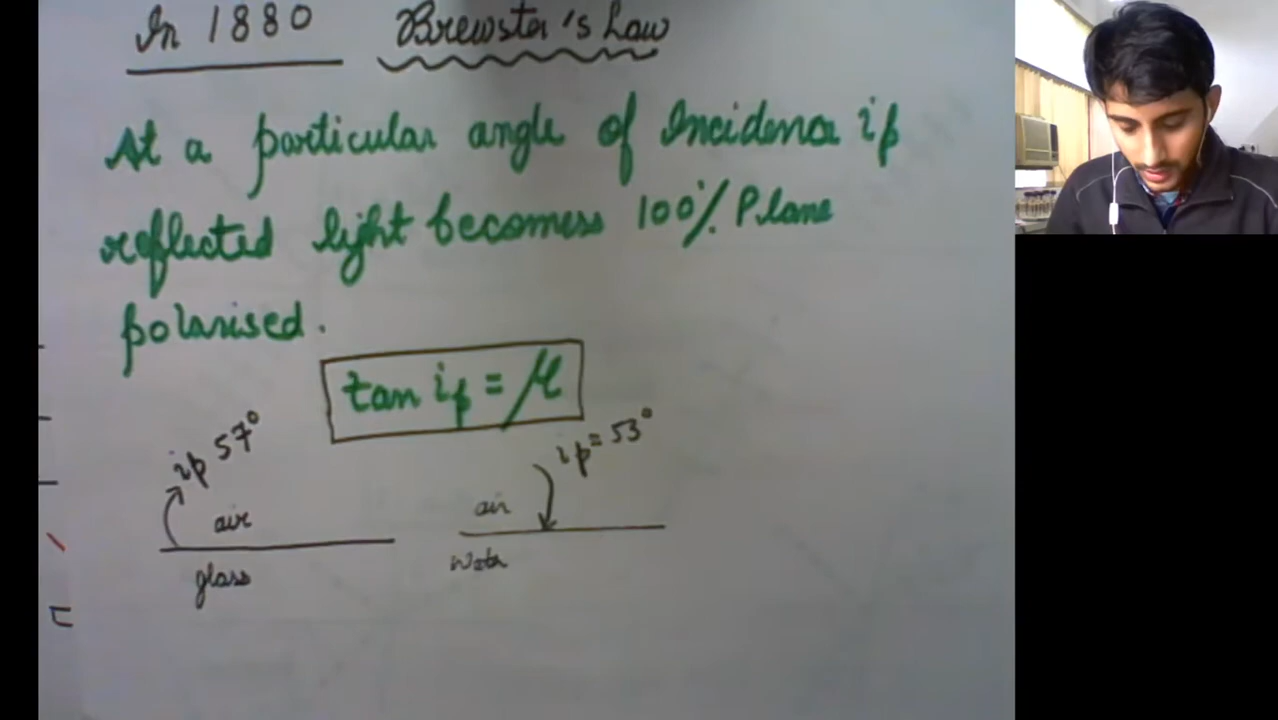 In 1880 Brewster's Law
At a particular angle of Incidence ip
reflected light becomes 100% Plane
polarised.
tan ip = μ
ip 57° ip = 53°
air air
glass Water